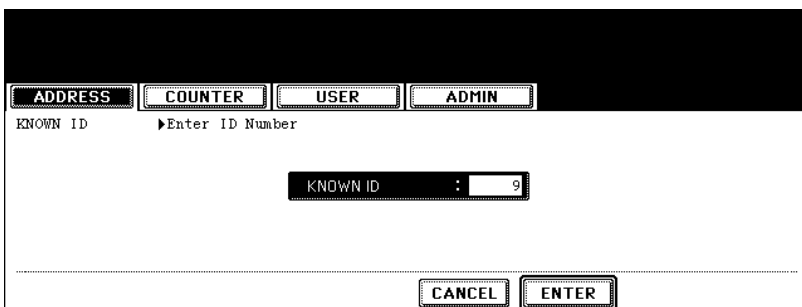 ADDRESS COUNTER USER ADMIN
KNOWN ID ▶Enter ID Number
KNOWN ID : 9
CANCEL ENTER